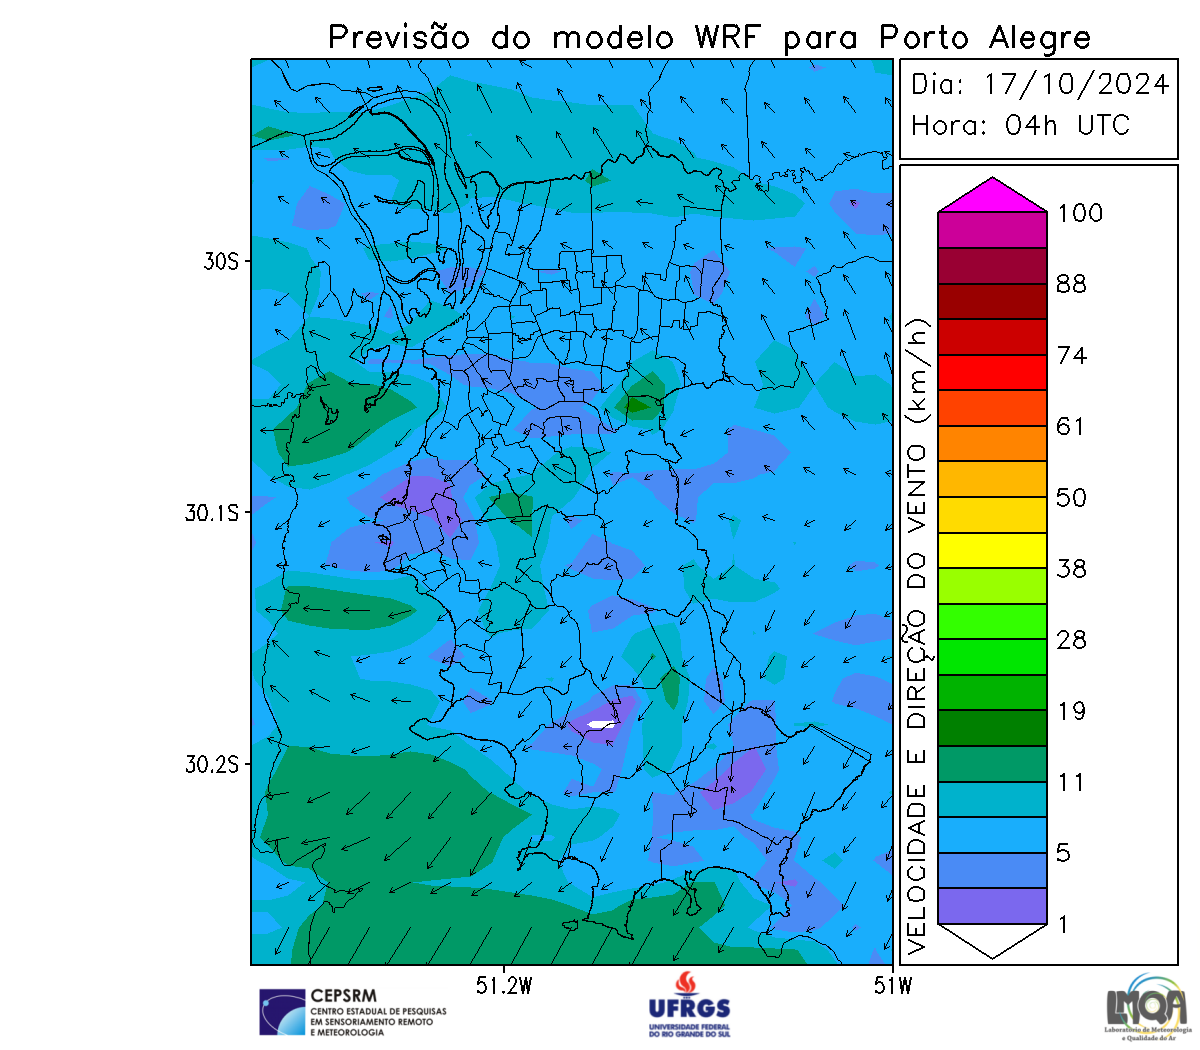 Previsão do modelo WRF para Porto Alegre
Dia: 17/10/2024
Hora: 04h UTC
30S
30.1S
30.2S
51.2W
51W
VELOCIDADE E DIREÇÃO DO VENTO (km/h)
100
88
74
61
50
38
28
19
11
5
1
CEPSRM
CENTRO ESTADUAL DE PESQUISAS
EM SENSORIAMENTO REMOTO
E METEOROLOGIA
UFRGS
UNIVERSIDADE FEDERAL
DO RIO GRANDE DO SUL
LMQA
Laboratório de Meteorologia
e Qualidade do Ar